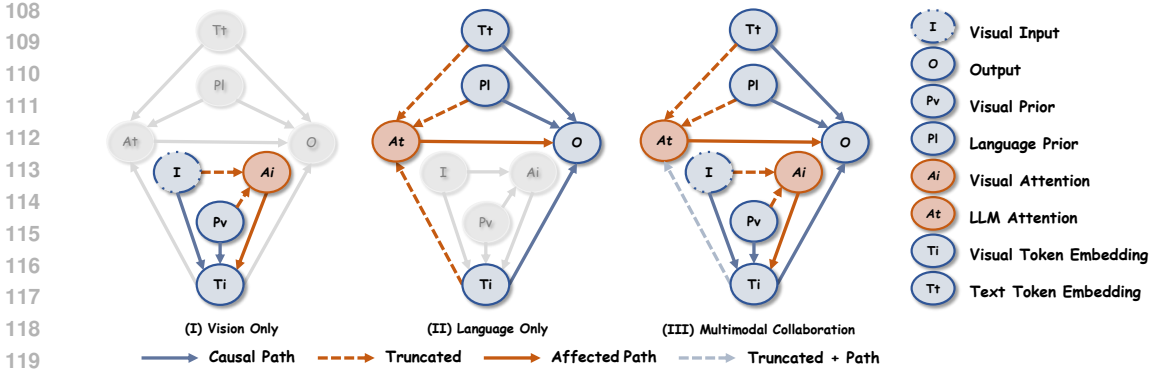 108
109
110
111
112
113
114
115
116
117
118
119
Tt
Pl
At
O
I
Ai
Pv
Ti
(I) Vision Only
Tt
Pl
At
O
I
Ai
Pv
Ti
(II) Language Only
Tt
Pl
At
O
I
Ai
Pv
Ti
(III) Multimodal Collaboration
I Visual Input
O Output
Pv Visual Prior
Pl Language Prior
Ai Visual Attention
At LLM Attention
Ti Visual Token Embedding
Tt Text Token Embedding
Causal Path Truncated Affected Path Truncated + Path